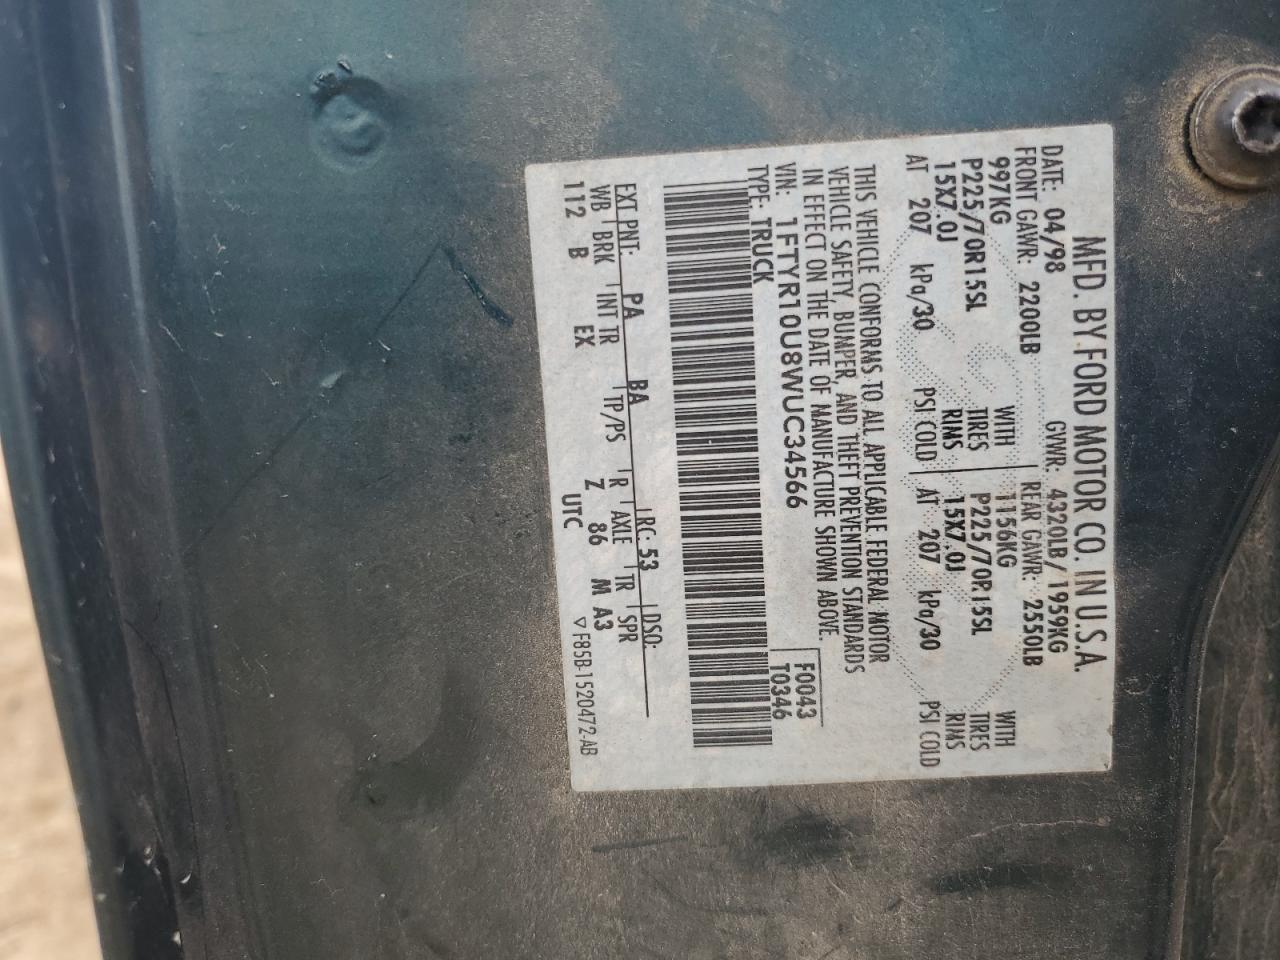 MFD. BY FORD MOTOR CO. IN U.S.A.
DATE: 04/98 GVWR: 4320LB/ 1959KG
FRONT GAWR: 2200LB REAR GAWR: 2550LB
997KG WITH 1156KG WITH
P225/70R15SL TIRES P225/70R15SL TIRES
15X7.0J RIMS 15X7.0J RIMS
AT 207 kPa/30 PSI COLD AT 207 kPa/30 PSI COLD
THIS VEHICLE CONFORMS TO ALL APPLICABLE FEDERAL MOTOR
VEHICLE SAFETY, BUMPER, AND THEFT PREVENTION STANDARDS
IN EFFECT ON THE DATE OF MANUFACTURE SHOWN ABOVE.
VIN: 1FTYR10U8WUC34566 F0043
TYPE: TRUCK T0346
EXT PNT: PA BA RC: 53 DSO:
WB BRK INT TR TP/PS R AXLE TR SPR
112 B EX Z 86 M A3
UTC ▽ F85B-1520472-AB